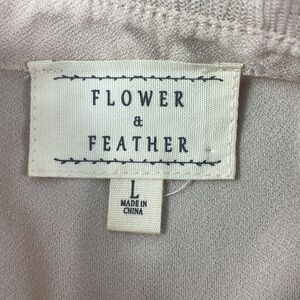 FLOWER
&
FEATHER
L
MADE IN
CHINA